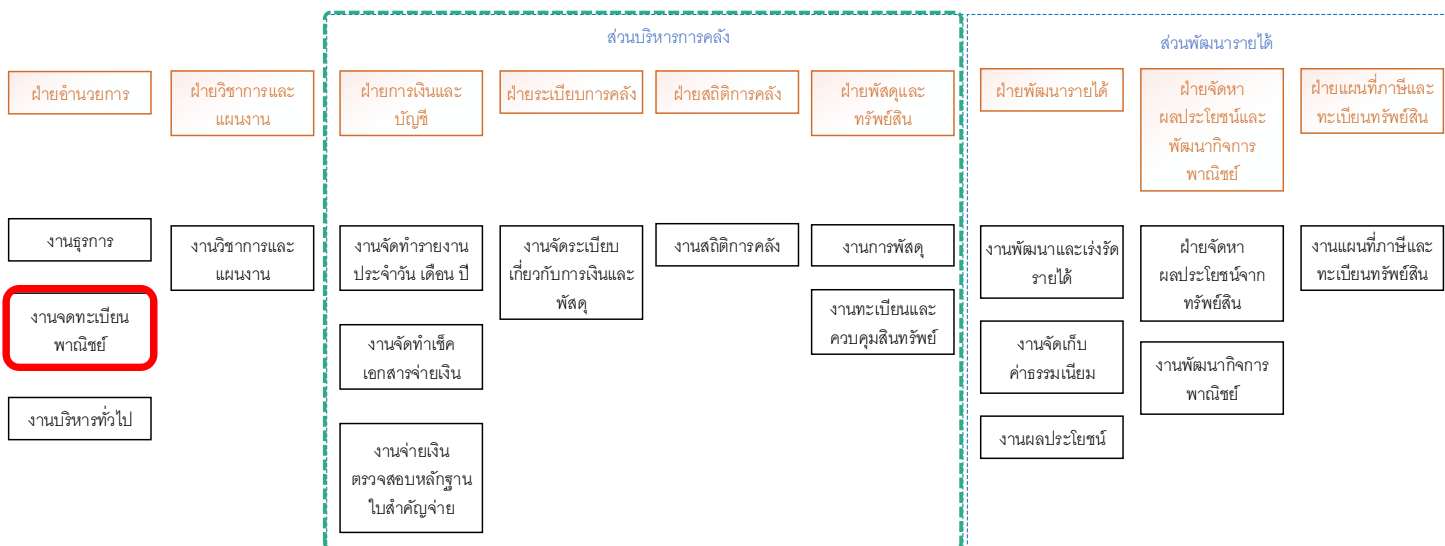 ส่วนบริหารการคลัง
ส่วนพัฒนารายได้
ฝ่ายอำนวยการ
ฝ่ายวิชาการและ
แผนงาน
ฝ่ายการเงินและ
บัญชี
ฝ่ายระเบียบการคลัง
ฝ่ายสถิติการคลัง
ฝ่ายพัสดุและ
ทรัพย์สิน
ฝ่ายพัฒนารายได้
ฝ่ายจัดหา
ผลประโยชน์และ
พัฒนากิจการ
พาณิชย์
ฝ่ายแผนที่ภาษีและ
ทะเบียนทรัพย์สิน
งานธุรการ
งานจดทะเบียน
พาณิชย์
งานบริหารทั่วไป
งานวิชาการและ
แผนงาน
งานจัดทำรายงาน
ประจำวัน เดือน ปี
งานจัดทำเช็ค
เอกสารจ่ายเงิน
งานจ่ายเงิน
ตรวจสอบหลักฐาน
ใบสำคัญจ่าย
งานจัดระเบียบ
เกี่ยวกับการเงินและ
พัสดุ
งานสถิติการคลัง
งานการพัสดุ
งานทะเบียนและ
ควบคุมสินทรัพย์
งานพัฒนาและเร่งรัด
รายได้
งานจัดเก็บ
ค่าธรรมเนียม
งานผลประโยชน์
ฝ่ายจัดหา
ผลประโยชน์จาก
ทรัพย์สิน
งานพัฒนากิจการ
พาณิชย์
งานแผนที่ภาษีและ
ทะเบียนทรัพย์สิน